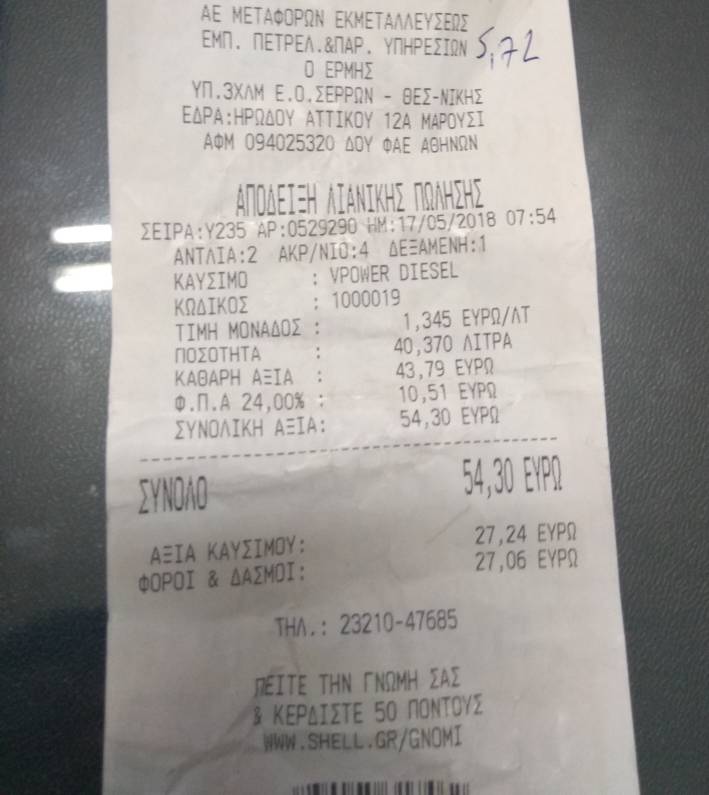 ΑΕ ΜΕΤΑΦΟΡΩΝ ΕΚΜΕΤΑΛΛΕΥΣΕΩΣ
ΕΜΠ. ΠΕΤΡΕΛ.&ΠΑΡ. ΥΠΗΡΕΣΙΩΝ 5,72
Ο ΕΡΜΗΣ
ΥΠ.3ΧΛΜ Ε.Ο.ΣΕΡΡΩΝ - ΘΕΣ-ΝΙΚΗΣ
ΕΔΡΑ:ΗΡΩΔΟΥ ΑΤΤΙΚΟΥ 12Α ΜΑΡΟΥΣΙ
ΑΦΜ 094025320 ΔΟΥ ΦΑΕ ΑΘΗΝΩΝ
ΑΠΟΔΕΙΞΗ ΛΙΑΝΙΚΗΣ ΠΩΛΗΣΗΣ
ΣΕΙΡΑ:Υ235 ΑΡ:0529290 ΗΜ:17/05/2018 07:54
ΑΝΤΛΙΑ:2 ΑΚΡ/ΝΙΟ:4 ΔΕΞΑΜΕΝΗ:1
ΚΑΥΣΙΜΟ : VPOWER DIESEL
ΚΩΔΙΚΟΣ : 1000019
ΤΙΜΗ ΜΟΝΑΔΟΣ : 1,345 ΕΥΡΩ/ΛΤ
ΠΟΣΟΤΗΤΑ : 40,370 ΛΙΤΡΑ
ΚΑΘΑΡΗ ΑΞΙΑ : 43,79 ΕΥΡΩ
Φ.Π.Α 24,00% : 10,51 ΕΥΡΩ
ΣΥΝΟΛΙΚΗ ΑΞΙΑ: 54,30 ΕΥΡΩ
ΣΥΝΟΛΟ 54,30 ΕΥΡΩ
ΑΞΙΑ ΚΑΥΣΙΜΟΥ: 27,24 ΕΥΡΩ
ΦΟΡΟΙ & ΔΑΣΜΟΙ: 27,06 ΕΥΡΩ
ΤΗΛ.: 23210-47685
ΠΕΙΤΕ ΤΗΝ ΓΝΩΜΗ ΣΑΣ
& ΚΕΡΔΙΣΤΕ 50 ΠΟΝΤΟΥΣ
WWW.SHELL.GR/GNOMI